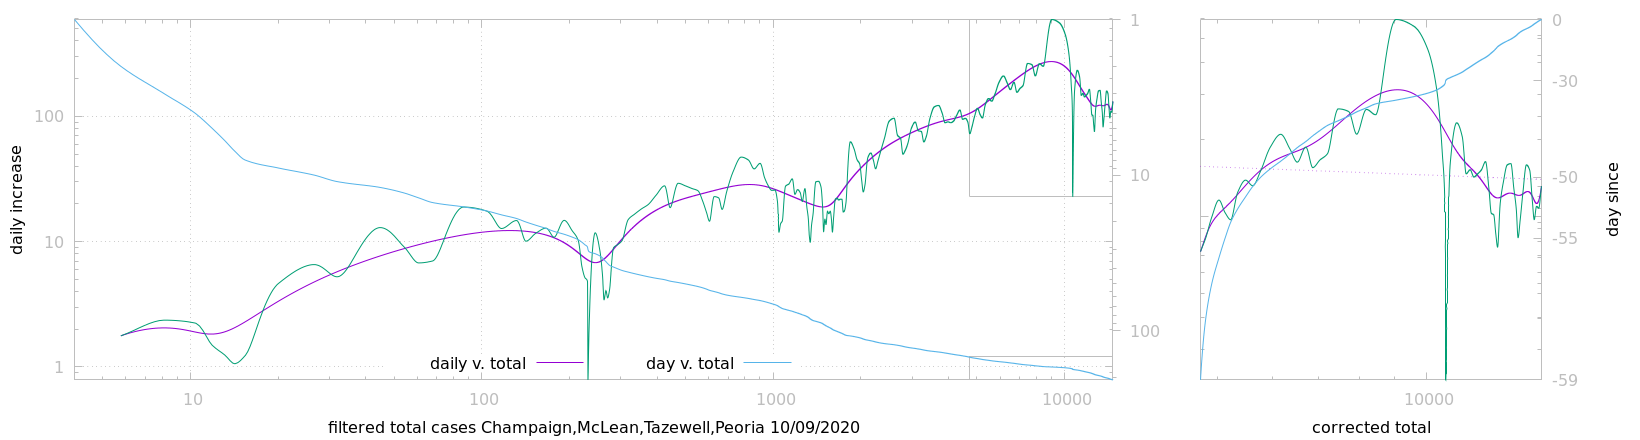 daily increase
100
10
1
1
10
100
daily v. total
day v. total
10
100
1000
10000
filtered total cases Champaign,McLean,Tazewell,Peoria 10/09/2020
0
-30
-50
-55
-59
day since
10000
corrected total